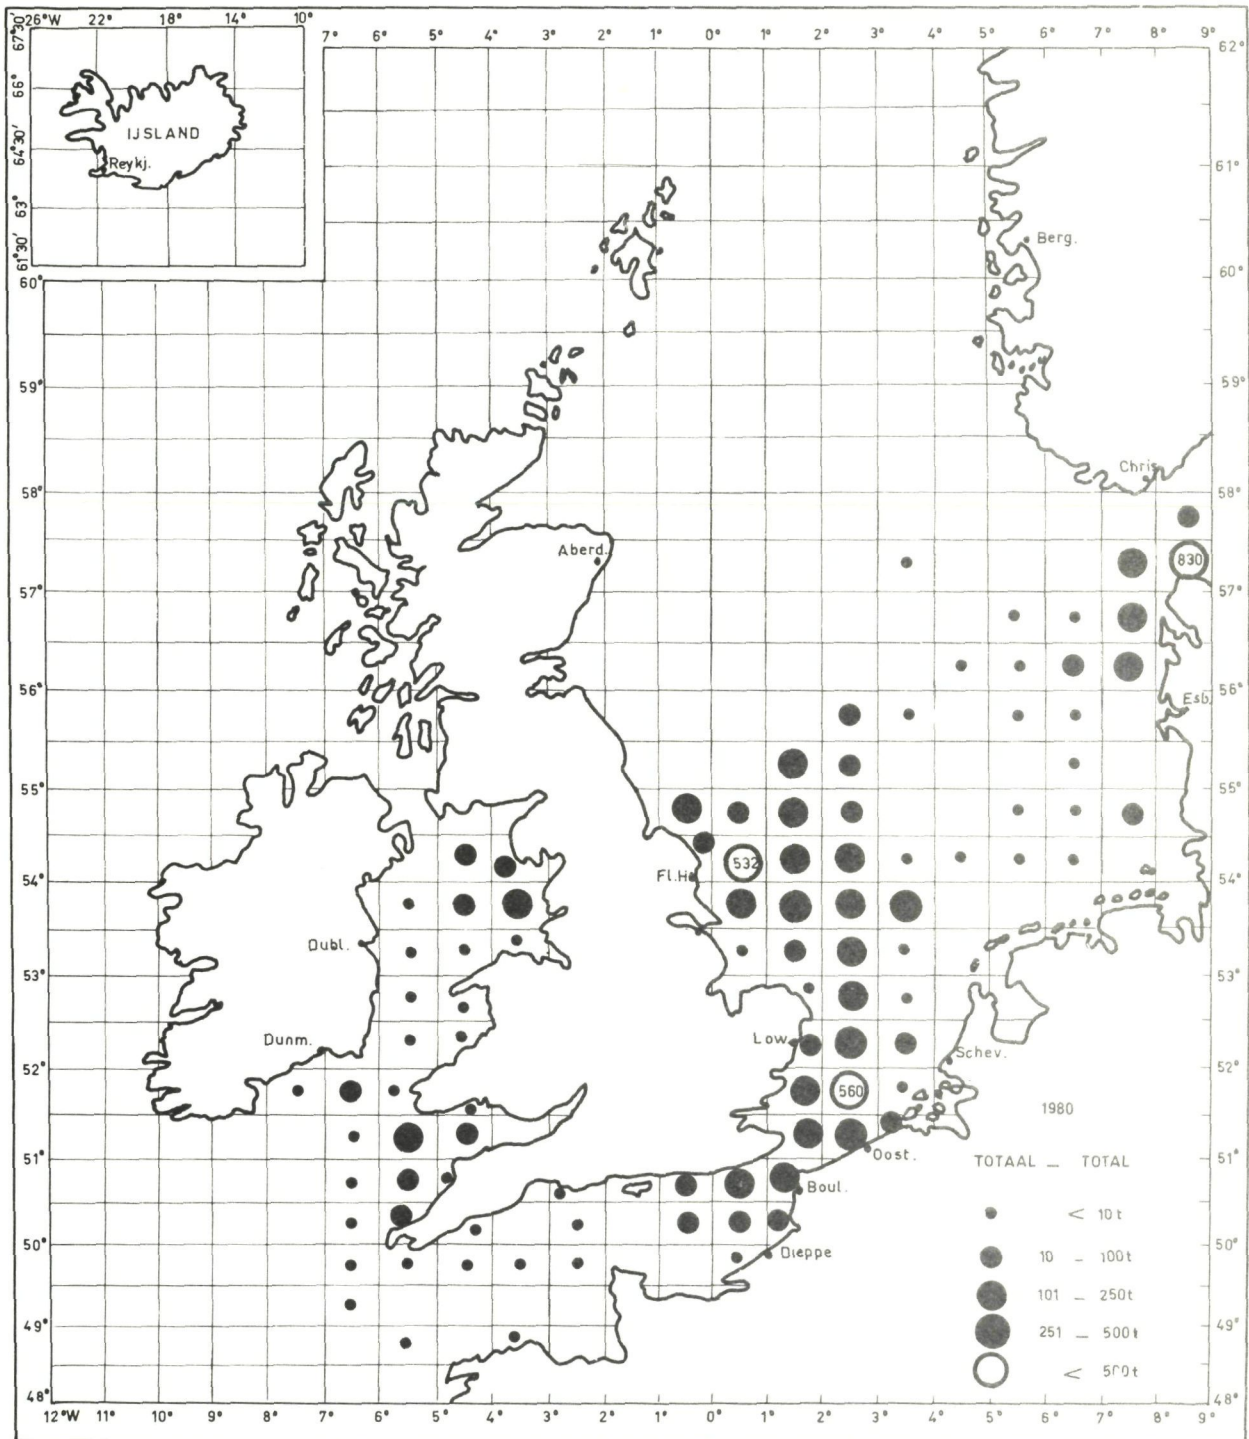 26°W 22° 18° 14° 10°
67°30'
66°
64°30'
63°
61°30'
IJSLAND
Reykj.
7° 6° 5° 4° 3° 2° 1° 0° 1° 2° 3° 4° 5° 6° 7° 8° 9°
62°
61°
60° 60°
59° 59°
58° 58°
57° 57°
56° 56°
55° 55°
54° 54°
53° 53°
52° 52°
51° 51°
50° 50°
49° 49°
48° 48°
Berg.
Chris
Aberd.
830
Esb.
532
Fl.H
Dubl.
Dunm.
Low.
Schev.
560
Oost.
Boul.
Dieppe
1980
TOTAAL _ TOTAL
< 10t
10 _ 100t
101 _ 250t
251 _ 500t
< 500t
12°W 11° 10° 9° 8° 7° 6° 5° 4° 3° 2° 1° 0° 1° 2° 3° 4° 5° 6° 7° 8° 9°